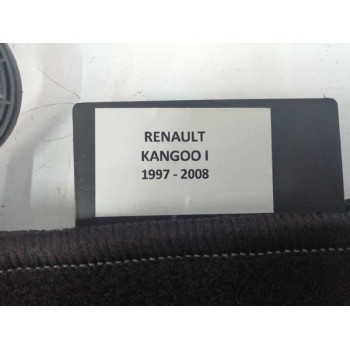 RENAULT
KANGOO I
1997 - 2008